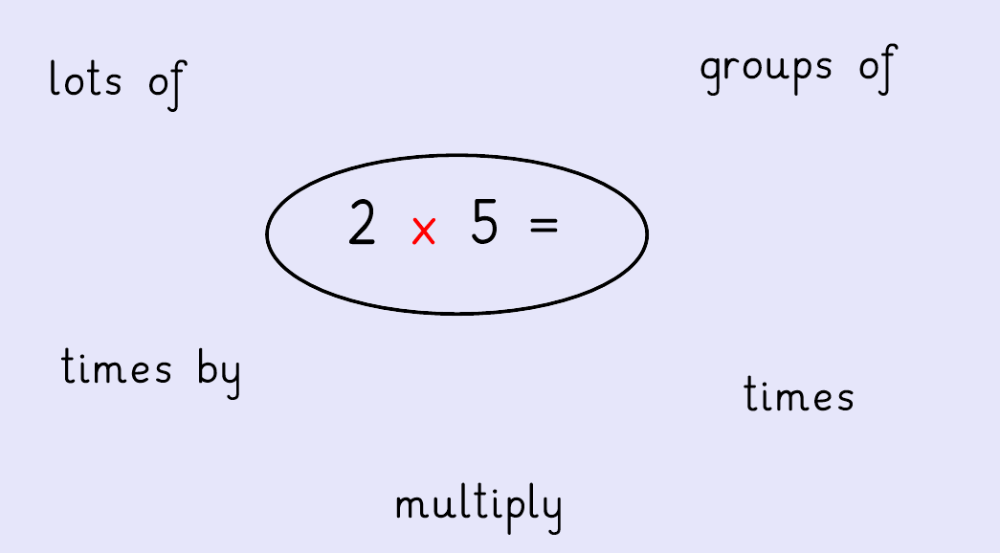 lots of
groups of
2 x 5 =
times by
times
multiply